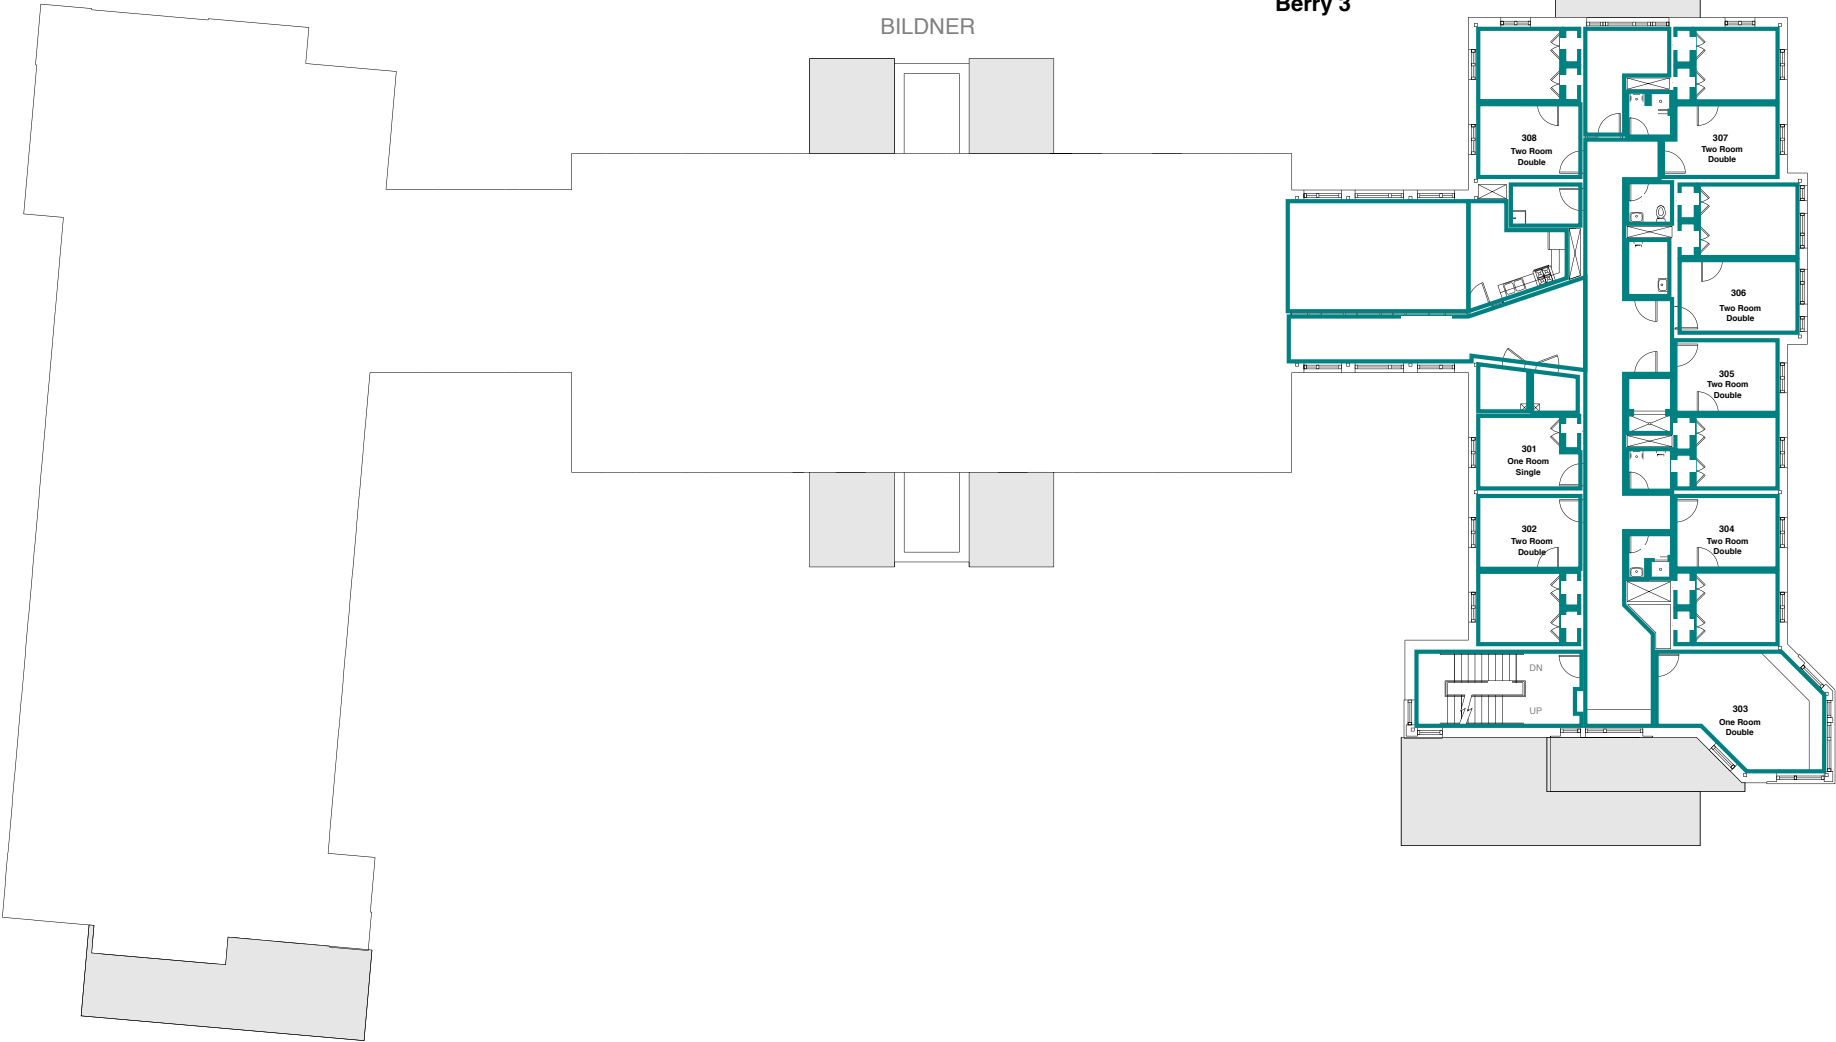 Berry 3
BILDNER
308
Two Room
Double
307
Two Room
Double
306
Two Room
Double
305
Two Room
Double
301
One Room
Single
302
Two Room
Double
304
Two Room
Double
DN
UP
303
One Room
Double